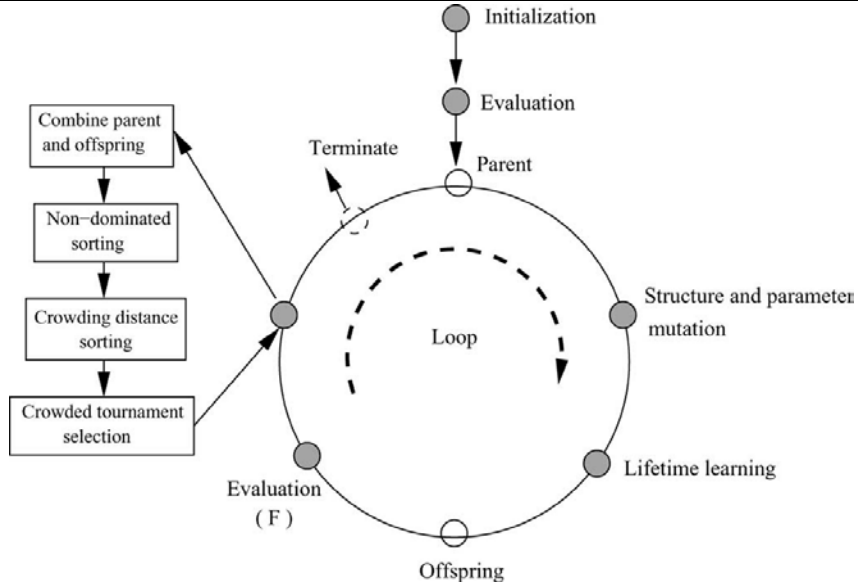 Initialization
Evaluation
Parent
Terminate
Combine parent
and offspring
Non−dominated
sorting
Crowding distance
sorting
Crowded tournament
selection
Structure and parameter
mutation
Loop
Lifetime learning
Evaluation
( F )
Offspring